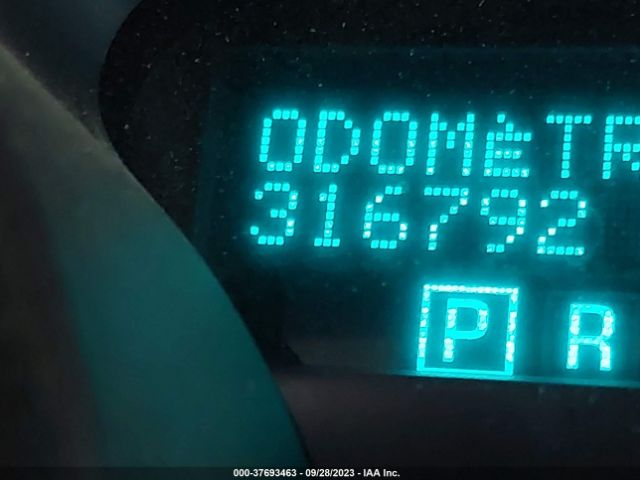 ODOMÈTR
316792
P R
000-37693463 - 09/28/2023 - IAA Inc.